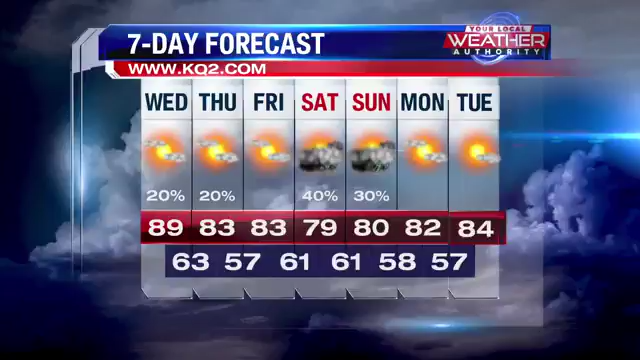 7-DAY FORECAST
WWW.KQ2.COM
YOUR LOCAL
WEATHER
AUTHORITY
WED THU FRI SAT SUN MON TUE
20% 20% 40% 30%
89 83 83 79 80 82 84
63 57 61 61 58 57